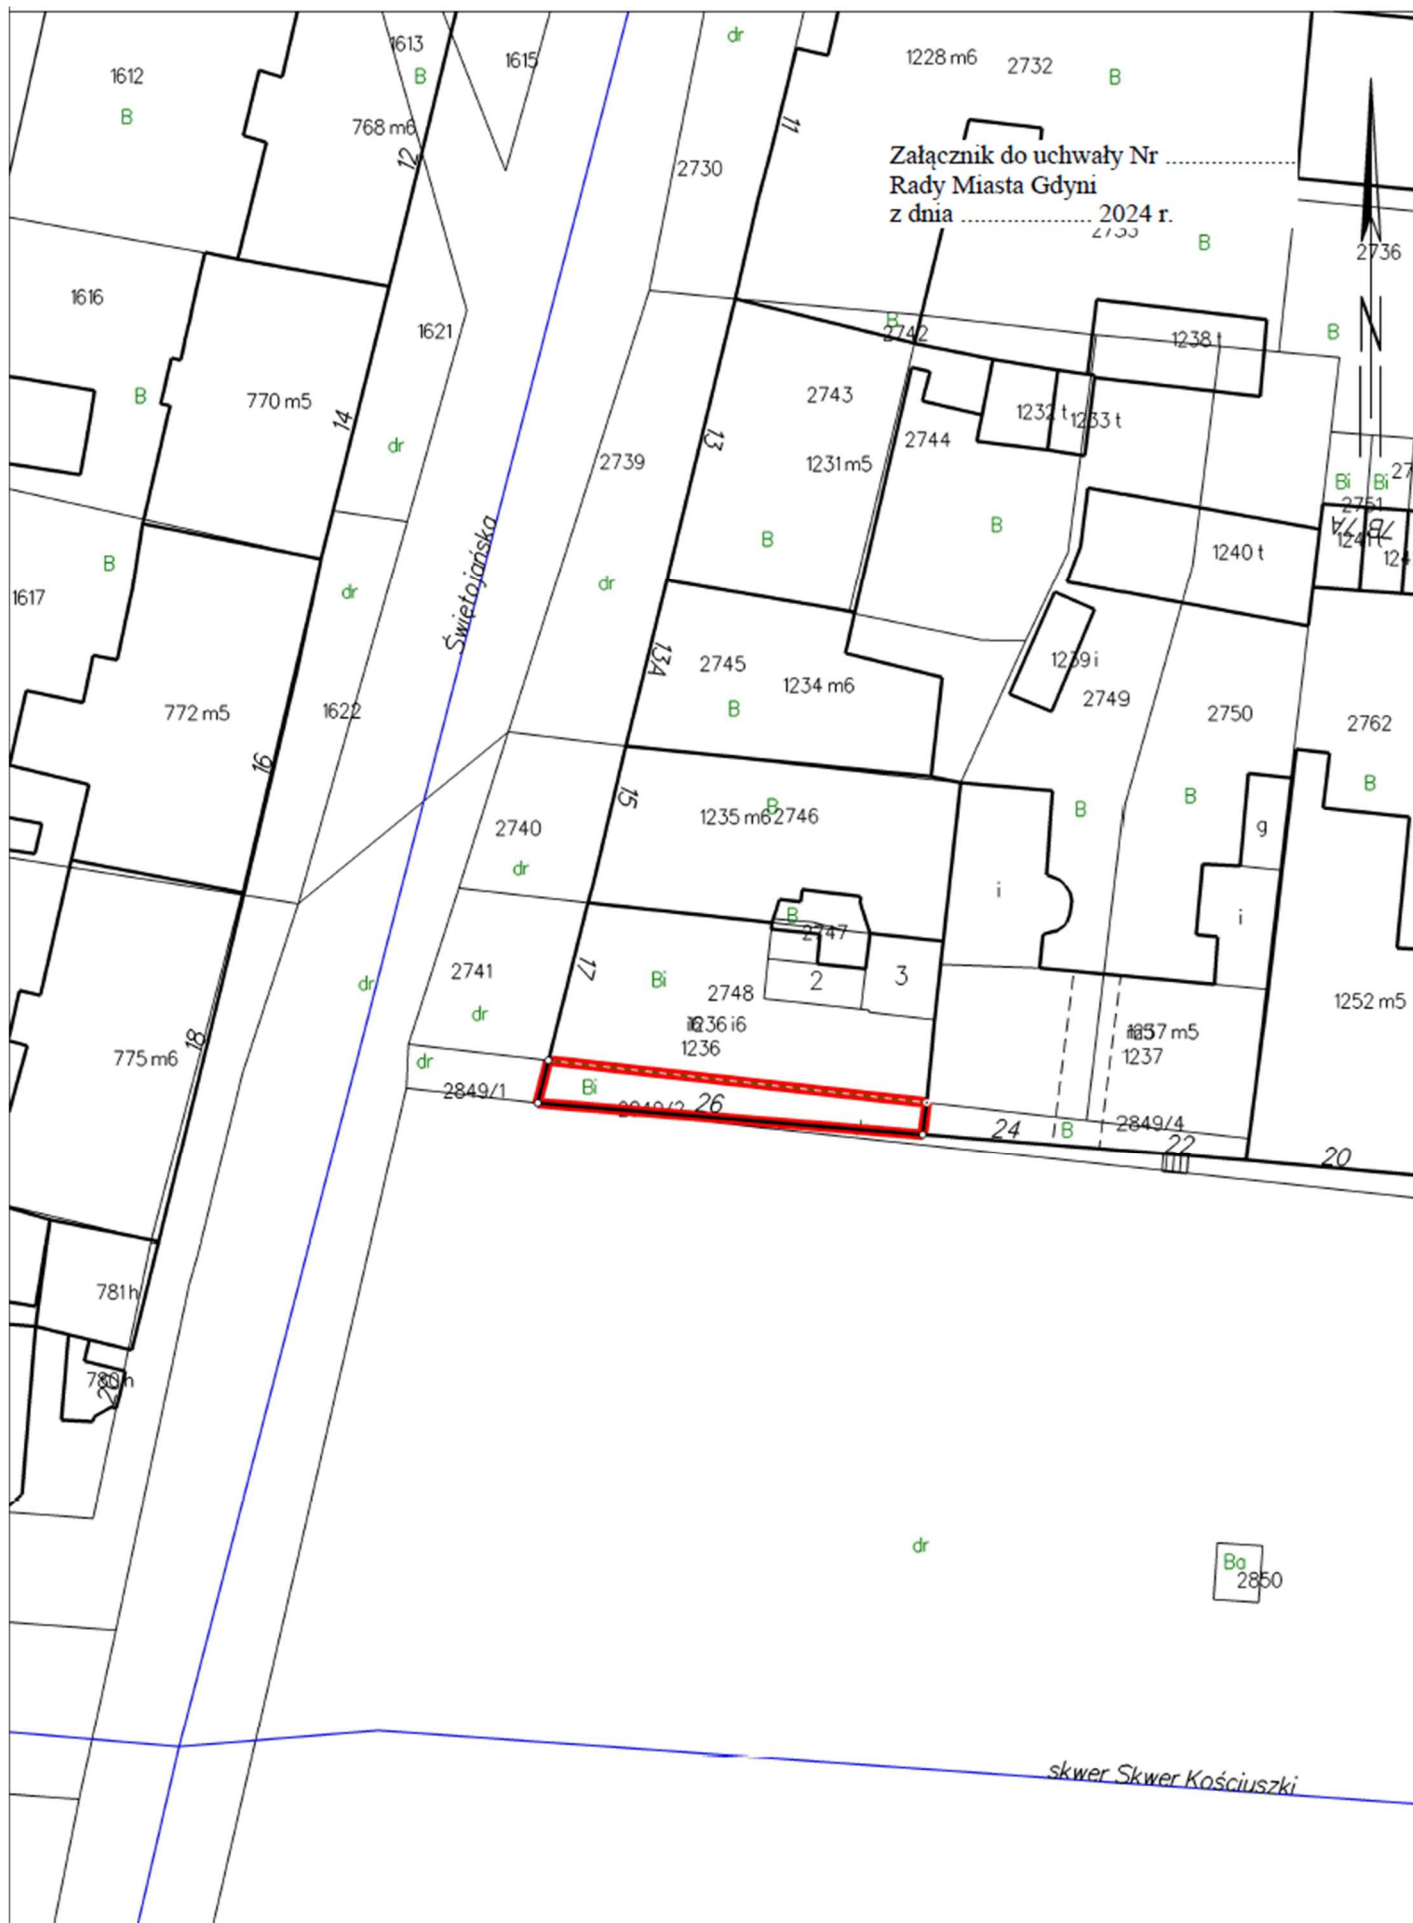 1613
dr
1228 m6
1615
2732
1612
B
B
B
768 m6
11
12
Załącznik do uchwały Nr ........................
2730
Rady Miasta Gdyni
z dnia ........................ 2024 r.
B
2736
1616
B
1621
2742
1238 t
B
B
2743
770 m5
14
1232 t
1233 t
dr
13
2744
2739
1231 m5
Bi
Bi
2751
B
B
7A
7B
Świętojańska
1240 t
B
dr
dr
1617
13A
2745
1239 i
1234 m6
2749
B
772 m5
1622
2750
2762
16
B
15
B
B
B
1235 m6
2746
2740
g
dr
i
B
i
2747
17
2741
Bi
2
3
dr
2748
1252 m5
dr
1236 i6
18
1237 m5
1236
775 m6
dr
1237
Bi
2849/1
26
24
B
2849/4
22
20
781 h
780 h
20
dr
Ba
2850
skwer Skwer Kościuszki